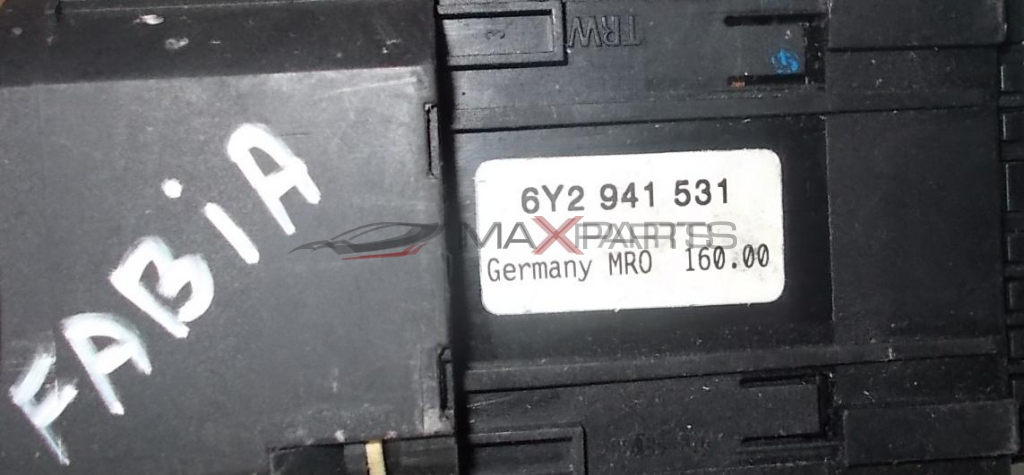 TRW
FABiA
6Y2 941 531
MAXPARTS
Germany MRO 160.00